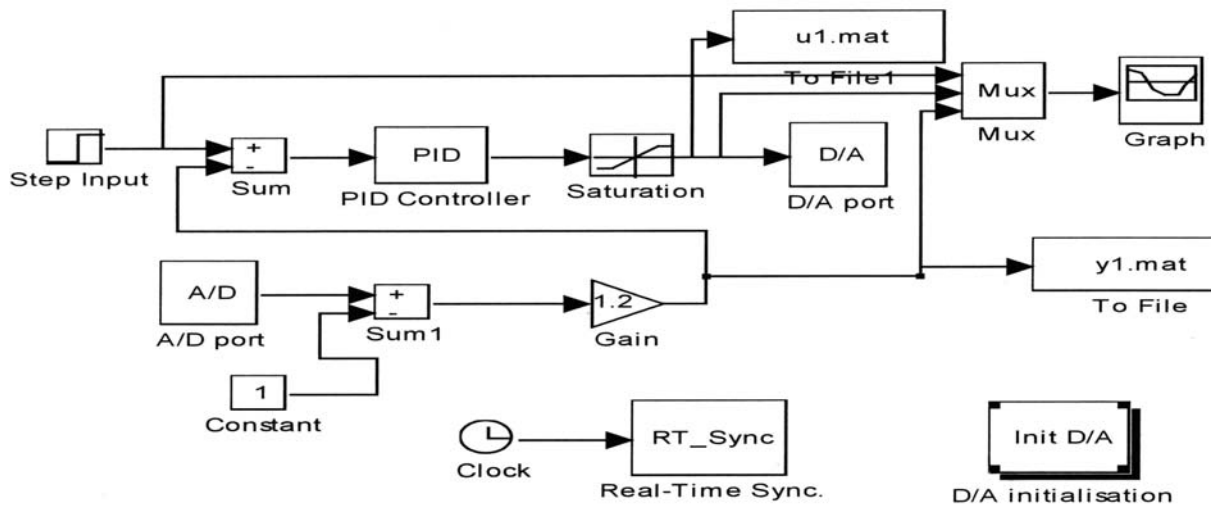 u1.mat
To File1
Mux
Mux
Graph
Step Input
+
-
Sum
PID
PID Controller
Saturation
D/A
D/A port
A/D
A/D port
+
-
Sum1
1.2
Gain
y1.mat
To File
1
Constant
Clock
RT_Sync
Real-Time Sync.
Init D/A
D/A initialisation